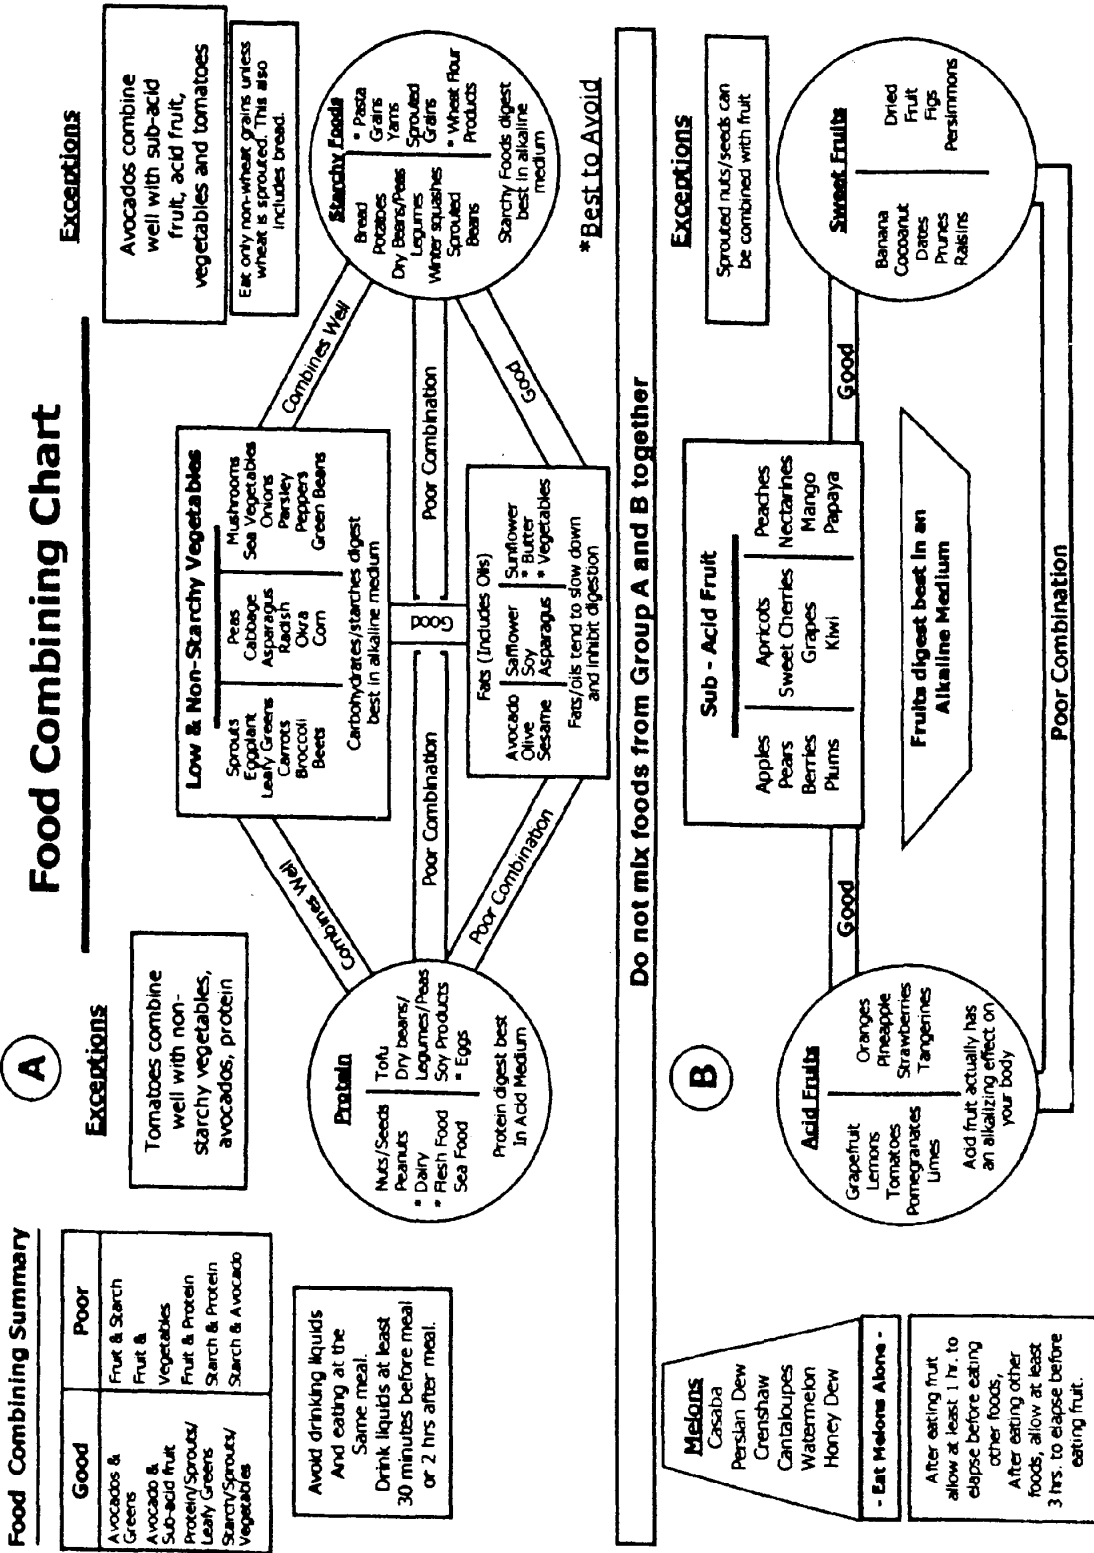 Food Combining Summary
Good
Poor
Avocados &
Greens
Avocado &
Sub-acid fruit
Protein/Sprouts/
Leafy Greens
Starch/Sprouts/
Vegetables
Fruit & Starch
Fruit &
Vegetables
Fruit & Protein
Starch & Protein
Starch & Avocado
Avoid drinking liquids
And eating at the
Same meal.
Drink liquids at least
30 minutes before meal
or 2 hrs after meal.
A
Food Combining Chart
Exceptions
Tomatoes combine
well with non-
starchy vegetables,
avocados, protein
Exceptions
Avocados combine
well with sub-acid
fruit, acid fruit,
vegetables and tomatoes
Eat only non-wheat grains unless
wheat is sprouted. This also
includes bread.
Low & Non-Starchy Vegetables
Sprouts
Eggplant
Leafy Greens
Carrots
Broccoli
Beets
Peas
Cabbage
Asparagus
Radish
Okra
Corn
Mushrooms
Sea Vegetables
Onions
Parsley
Peppers
Green Beans
Carbohydrates/starches digest
best in alkaline medium
Combines Well
Combines Well
Protein
Nuts/Seeds
Peanuts
* Dairy
* Flesh Food
Sea Food
Tofu
Dry beans/
Legumes/Peas
Soy Products
* Eggs
Protein digest best
In Acid Medium
Poor Combination
Good
Poor Combination
Starchy Foods
Bread
Potatoes
Dry Beans/Peas
Legumes
Winter squashes
Sprouted
Beans
* Pasta
Grains
Yams
Sprouted
Grains
* Wheat Flour
Products
Starchy Foods digest
best in alkaline
medium
Poor Combination
Good
Fats (Includes Oils)
Avocado
Olive
Sesame
Safflower
Soy
Asparagus
Sunflower
* Butter
* Vegetables
Fats/oils tend to slow down
and inhibit digestion
*Best to Avoid
Do not mix foods from Group A and B together
Melons
Casaba
Persian Dew
Crenshaw
Cantaloupes
Watermelon
Honey Dew
- Eat Melons Alone -
After eating fruit
allow at least 1 hr. to
elapse before eating
other foods,
After eating other
foods, allow at least
3 hrs. to elapse before
eating fruit.
B
Acid Fruits
Grapefruit
Lemons
Tomatoes
Pomegranates
Limes
Oranges
Pineapple
Strawberries
Tangerines
Acid fruit actually has
an alkalizing effect on
your body
Good
Sub - Acid Fruit
Apples
Pears
Berries
Plums
Apricots
Sweet Cherries
Grapes
Kiwi
Peaches
Nectarines
Mango
Papaya
Good
Fruits digest best in an
Alkaline Medium
Exceptions
Sprouted nuts/seeds can
be combined with fruit
Sweet Fruits
Banana
Cocoanut
Dates
Prunes
Raisins
Dried
Fruit
Figs
Persimmons
Poor Combination